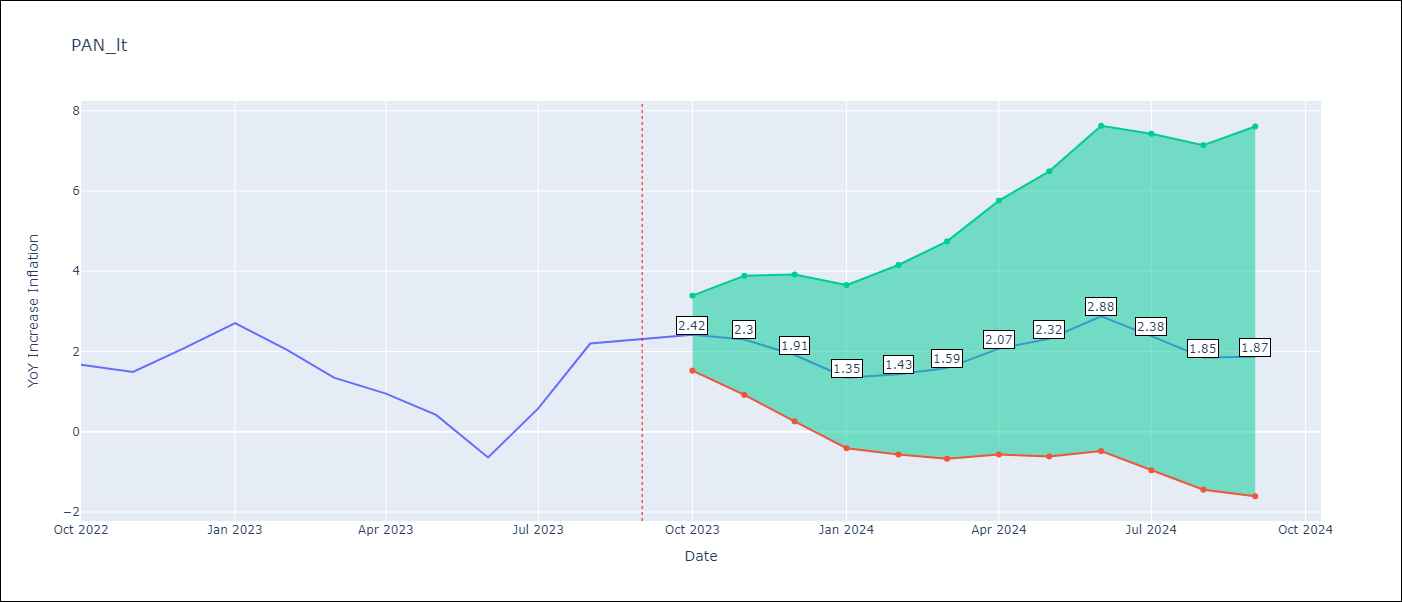 PAN_lt
YoY Increase Inflation
8
6
4
2
0
−2
2.42
2.3
1.91
1.35
1.43
1.59
2.07
2.32
2.88
2.38
1.85
1.87
Oct 2022
Jan 2023
Apr 2023
Jul 2023
Oct 2023
Jan 2024
Apr 2024
Jul 2024
Oct 2024
Date